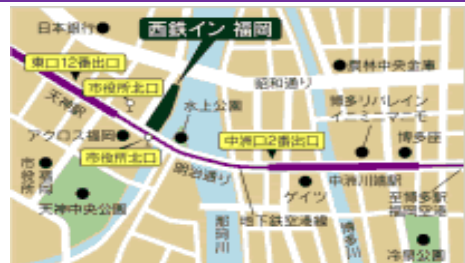 日本銀行
西鉄イン 福岡
東口12番出口
市役所北口
昭和通り
農林中央金庫
天神駅
水上公園
博多リバレイン
イニミニマーモ
アクロス福岡
中洲口2番出口
博多座
市役所北口
明治通り
福岡
市役所
ゲイツ
中洲川端駅
至博多駅
福岡空港
天神中央公園
地下鉄空港線
那珂川
博多川
冷泉公園